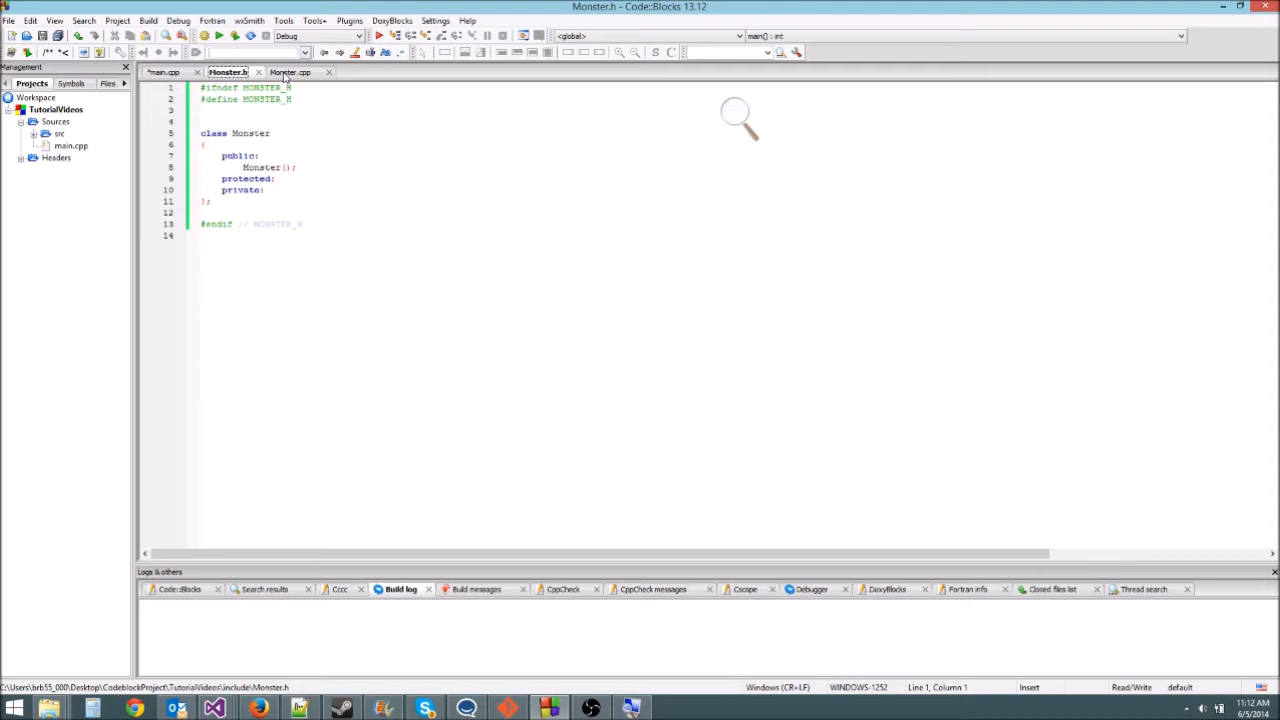 Monster.h - Code::Blocks 13.12
File Edit View Search Project Build Debug Fortran wxSmith Tools Tools+ Plugins DoxyBlocks Settings Help
Debug <global> main() : int
/** *<
Management
*main.cpp Monster.h Monster.cpp
Projects Symbols Files
Workspace
TutorialVideos
Sources
src
main.cpp
Headers
1 #ifndef MONSTER_H
2 #define MONSTER_H
3
4
5 class Monster
6 {
7 public:
8 Monster();
9 protected:
10 private:
11 };
12
13 #endif // MONSTER_H
14
Logs & others
Code::Blocks Search results Cccc Build log Build messages CppCheck CppCheck messages Cscope Debugger DoxyBlocks Fortran info Closed files list Thread search
C:\Users\brb55_000\Desktop\CodeblockProject\TutorialVideos\include\Monster.h Windows (CR+LF) WINDOWS-1252 Line 1, Column 1 Insert Read/Write default
11:12 AM
6/5/2014